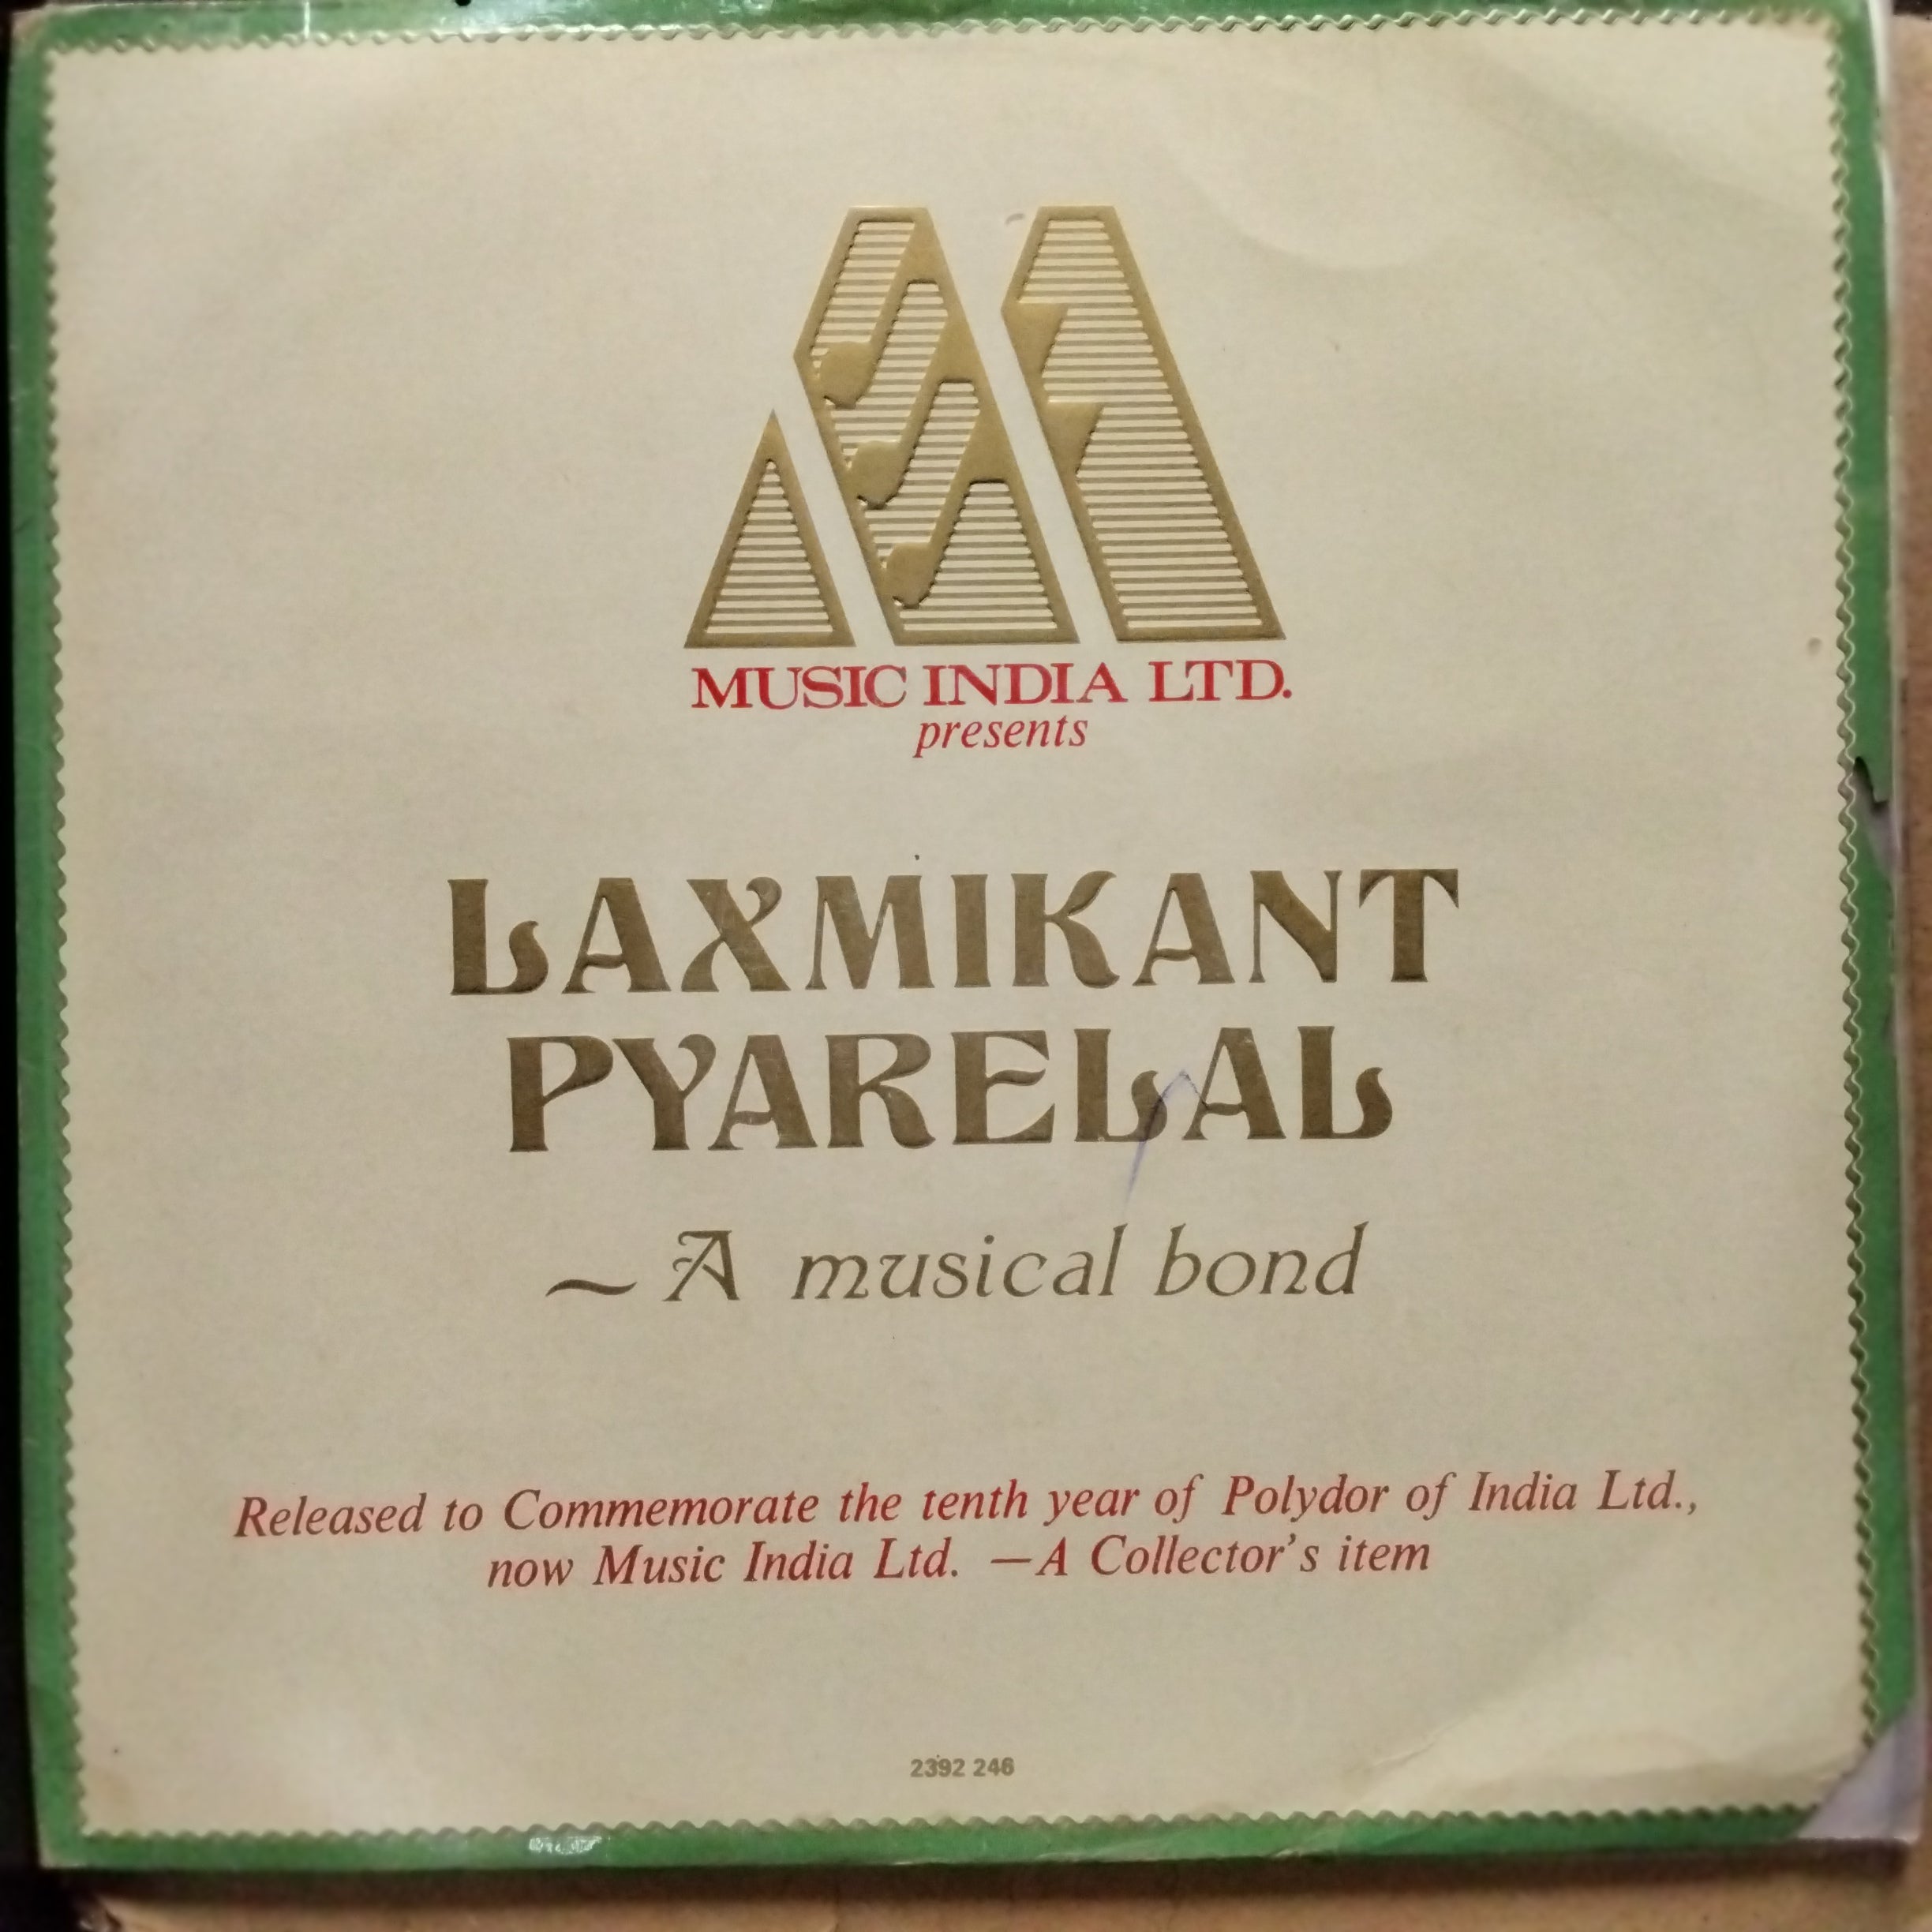 MUSIC INDIA LTD.
presents
LAXMIKANT
PYARELAL
~A musical bond
Released to Commemorate the tenth year of Polydor of India Ltd.,
now Music India Ltd. —A Collector's item
2392 246